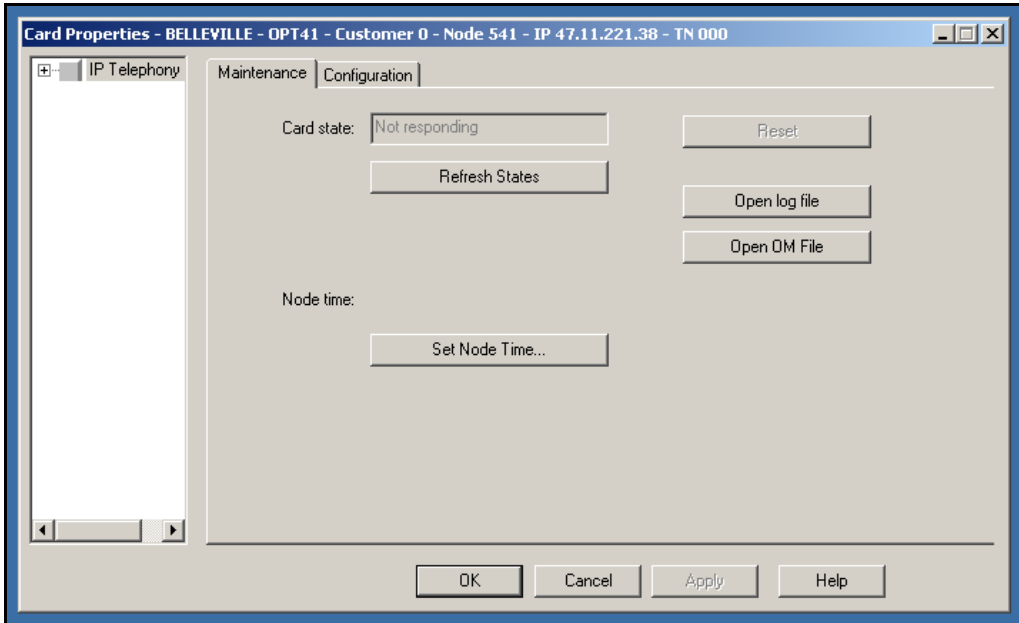 Card Properties - BELLEVILLE - OPT41 - Customer 0 - Node 541 - IP 47.11.221.38 - TN 000
IP Telephony
Maintenance Configuration
Card state: Not responding Reset
Refresh States
Open log file
Open OM File
Node time:
Set Node Time...
OK Cancel Apply Help